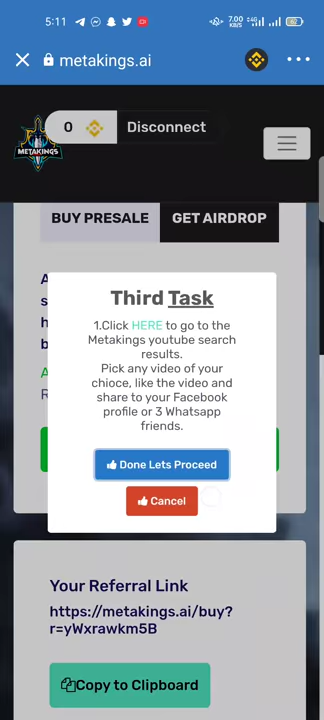 5:11
7.00
KB/S
4G
62
metakings.ai
0
Disconnect
METAKINGS
BUY PRESALE
GET AIRDROP
A
s
h
b
A
R
Third Task
1.Click HERE to go to the
Metakings youtube search
results.
Pick any video of your
chioce, like the video and
share to your Facebook
profile or 3 Whatsapp
friends.
Done Lets Proceed
Cancel
Your Referral Link
https://metakings.ai/buy?
r=yWxrawkm5B
Copy to Clipboard